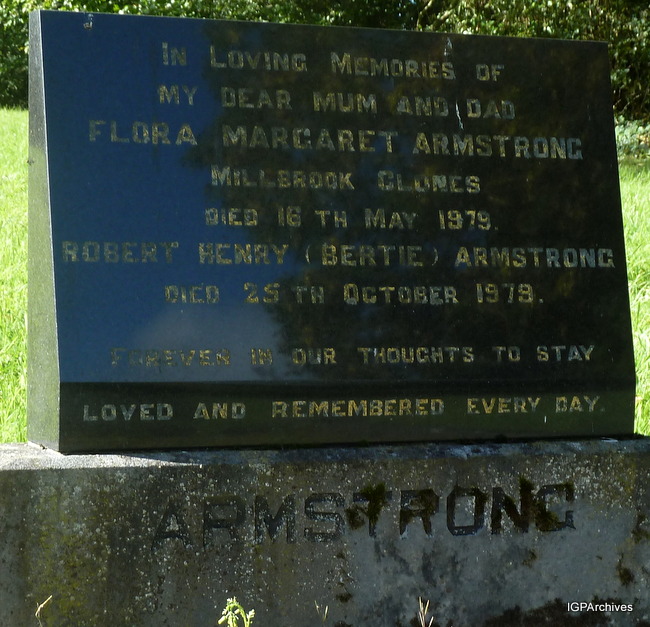 In Loving Memories of
my dear mum and dad
FLORA MARGARET ARMSTRONG
Millbrook Clones
Died 16 th May 1979.
ROBERT HENRY (BERTIE) ARMSTRONG
Died 25 th October 1979.
Forever in our thoughts to stay
Loved and remembered every day.
ARMSTRONG
IGPArchives